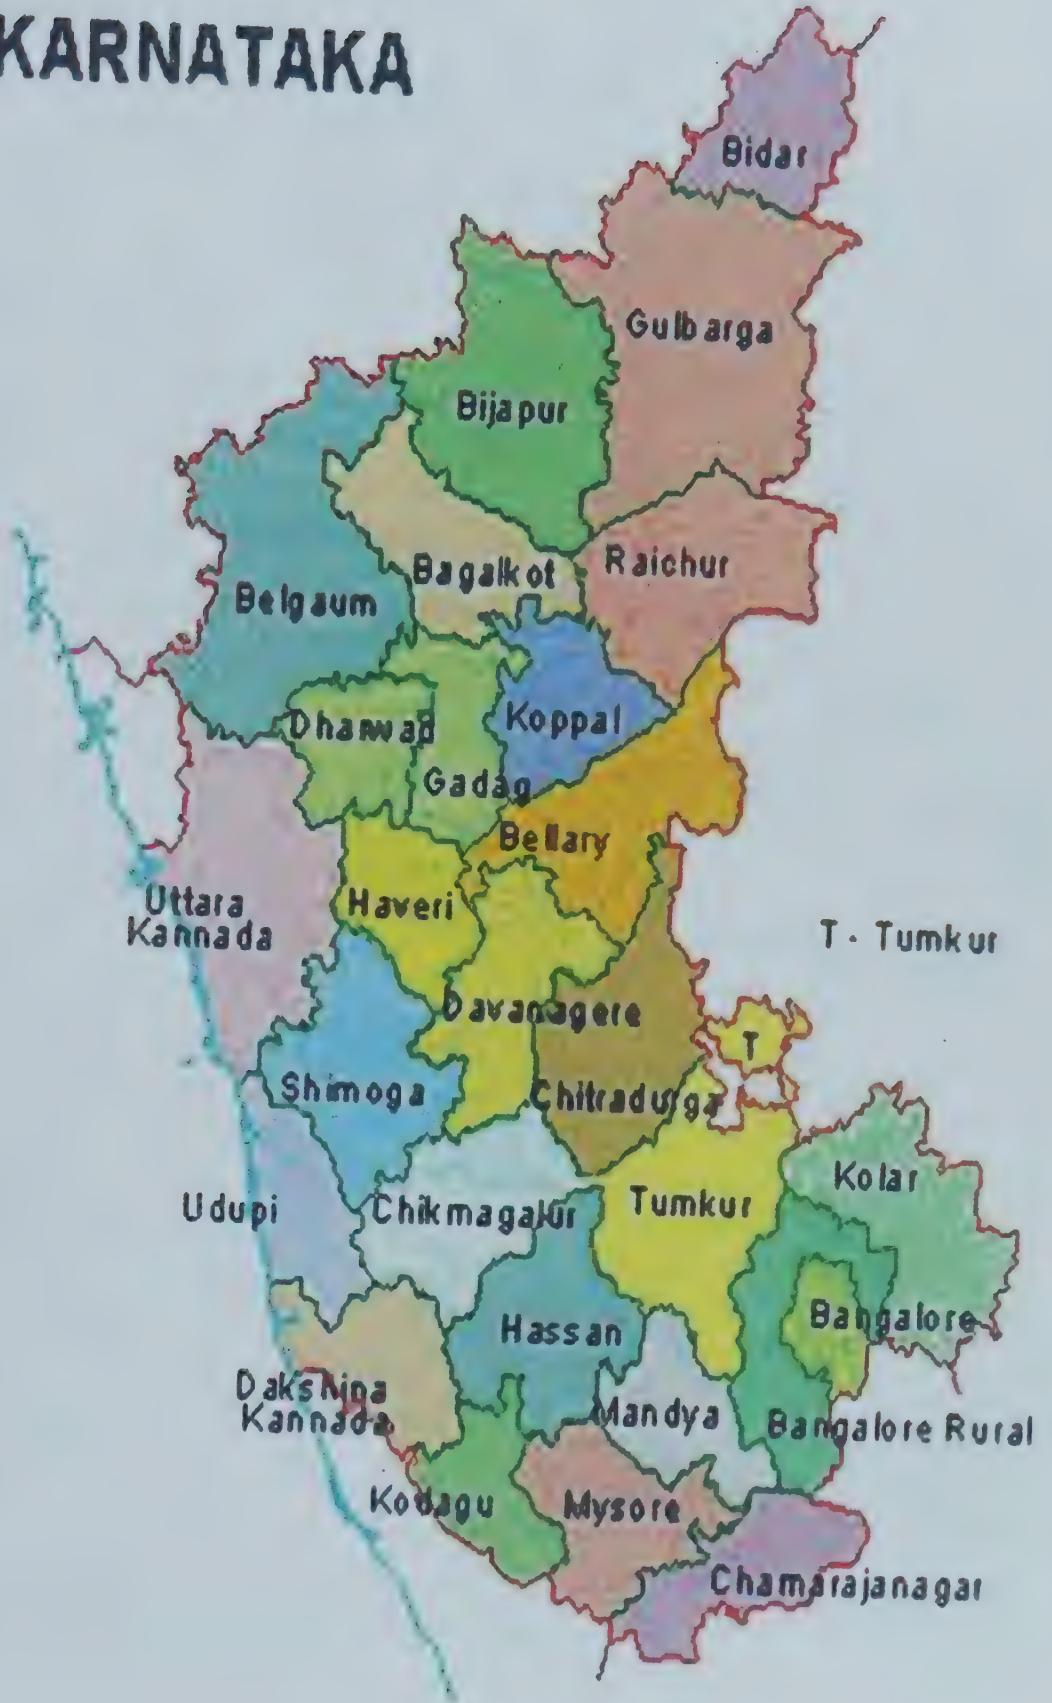 KARNATAKA
Bidar
Gulbarga
Bijapur
Raichur
Bagalkot
Belgaum
Koppal
Dharwad
Gadag
Bellary
Uttara
Kannada
Haveri
T - Tumkur
Davanagere
T
Shimoga
Chitradurga
Kolar
Udupi
Chikmagalur
Tumkur
Bangalore
Hassan
Dakshina
Kannada
Mandya
Bangalore Rural
Kodagu
Mysore
Chamarajanagar